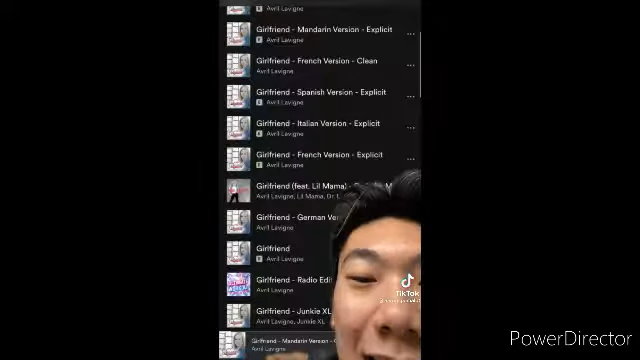 Avril Lavigne
Girlfriend - Mandarin Version - Explicit
E Avril Lavigne
Girlfriend - French Version - Clean
Avril Lavigne
Girlfriend - Spanish Version - Explicit
E Avril Lavigne
Girlfriend - Italian Version - Explicit
E Avril Lavigne
Girlfriend - French Version - Explicit
E Avril Lavigne
Girlfriend (feat. Lil Mama) -
Avril Lavigne, Lil Mama, Dr. L
Girlfriend - German Ver
Avril Lavigne
Girlfriend
E Avril Lavigne
Girlfriend - Radio Edit
Avril Lavigne
Girlfriend - Junkie XL
Avril Lavigne, Junkie XL
Girlfriend - Mandarin Version -
Avril Lavigne
TikTok
PowerDirector